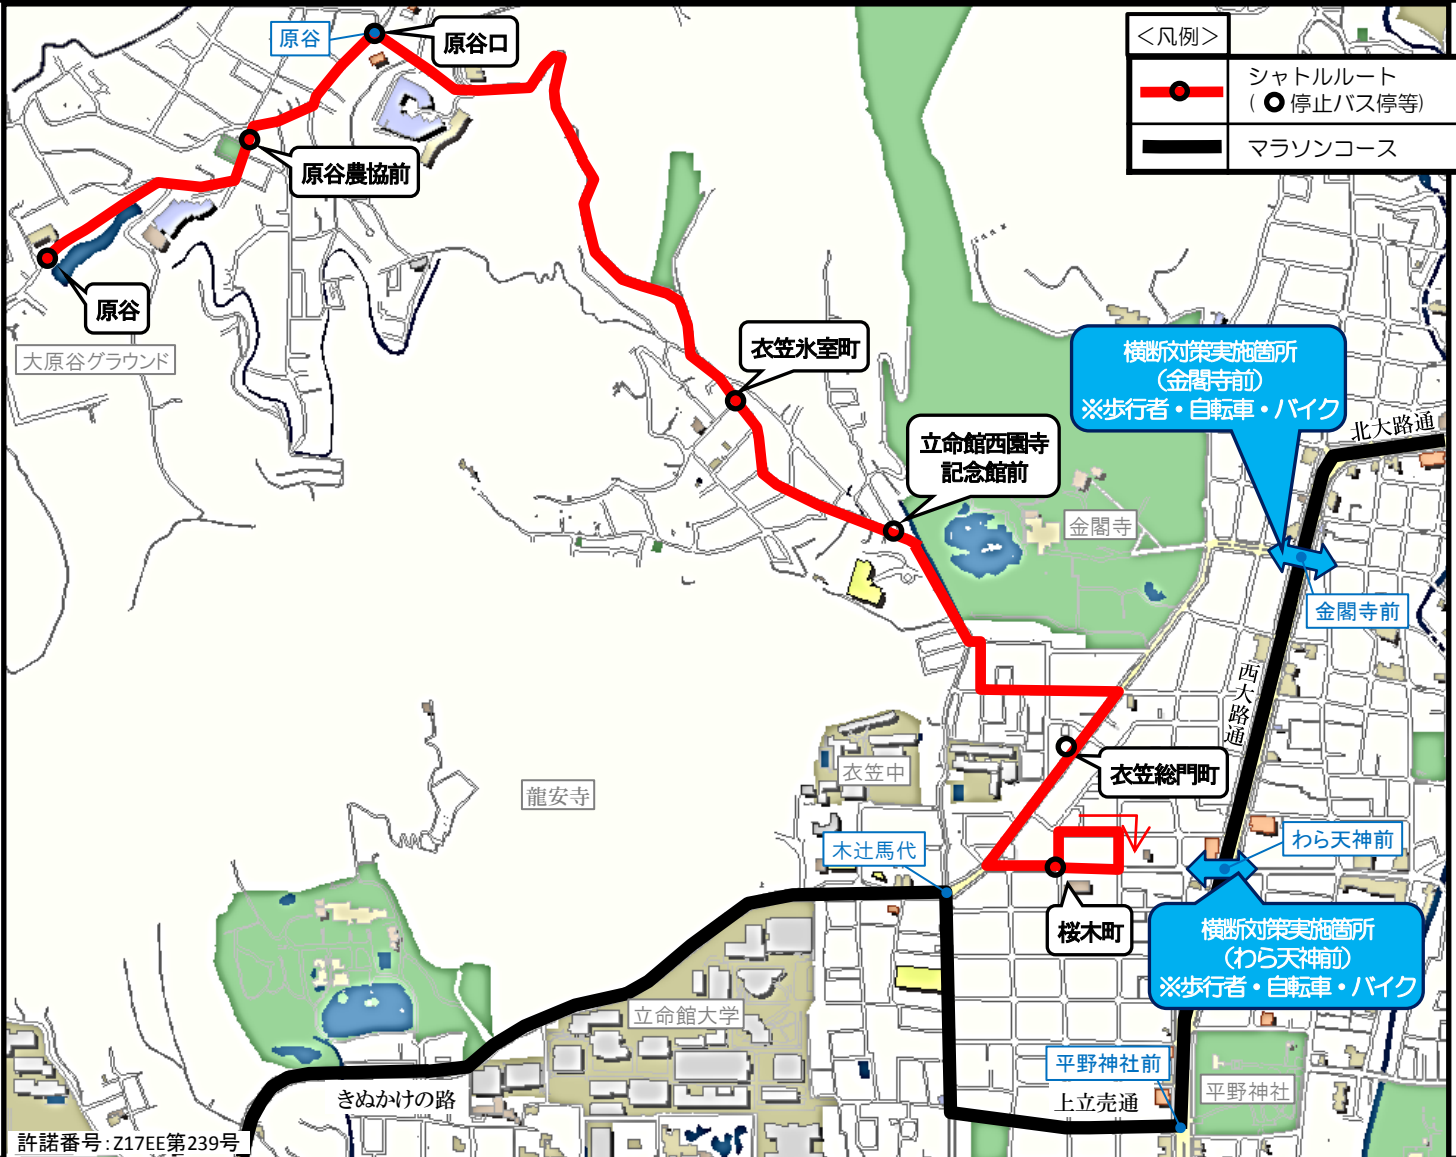 ＜凡例＞
シャトルルート
（ 停止バス停等）
マラソンコース
原谷
原谷口
原谷農協前
原谷
大原谷グラウンド
衣笠氷室町
横断対策実施箇所
（金閣寺前）
※歩行者・自転車・バイク
北大路通
立命館西園寺
記念館前
金閣寺
金閣寺前
西大路通
衣笠中
衣笠総門町
龍安寺
木辻馬代
わら天神前
桜木町
横断対策実施箇所
（わら天神前）
※歩行者・自転車・バイク
立命館大学
平野神社前
平野神社
きぬかけの路
上立売通
許諾番号：Z17EE第239号